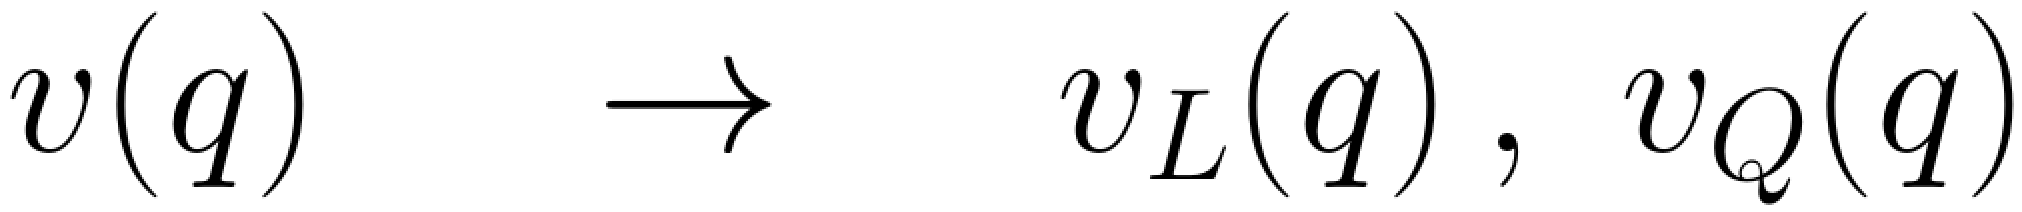 v(q) → v_L(q) , v_Q(q)